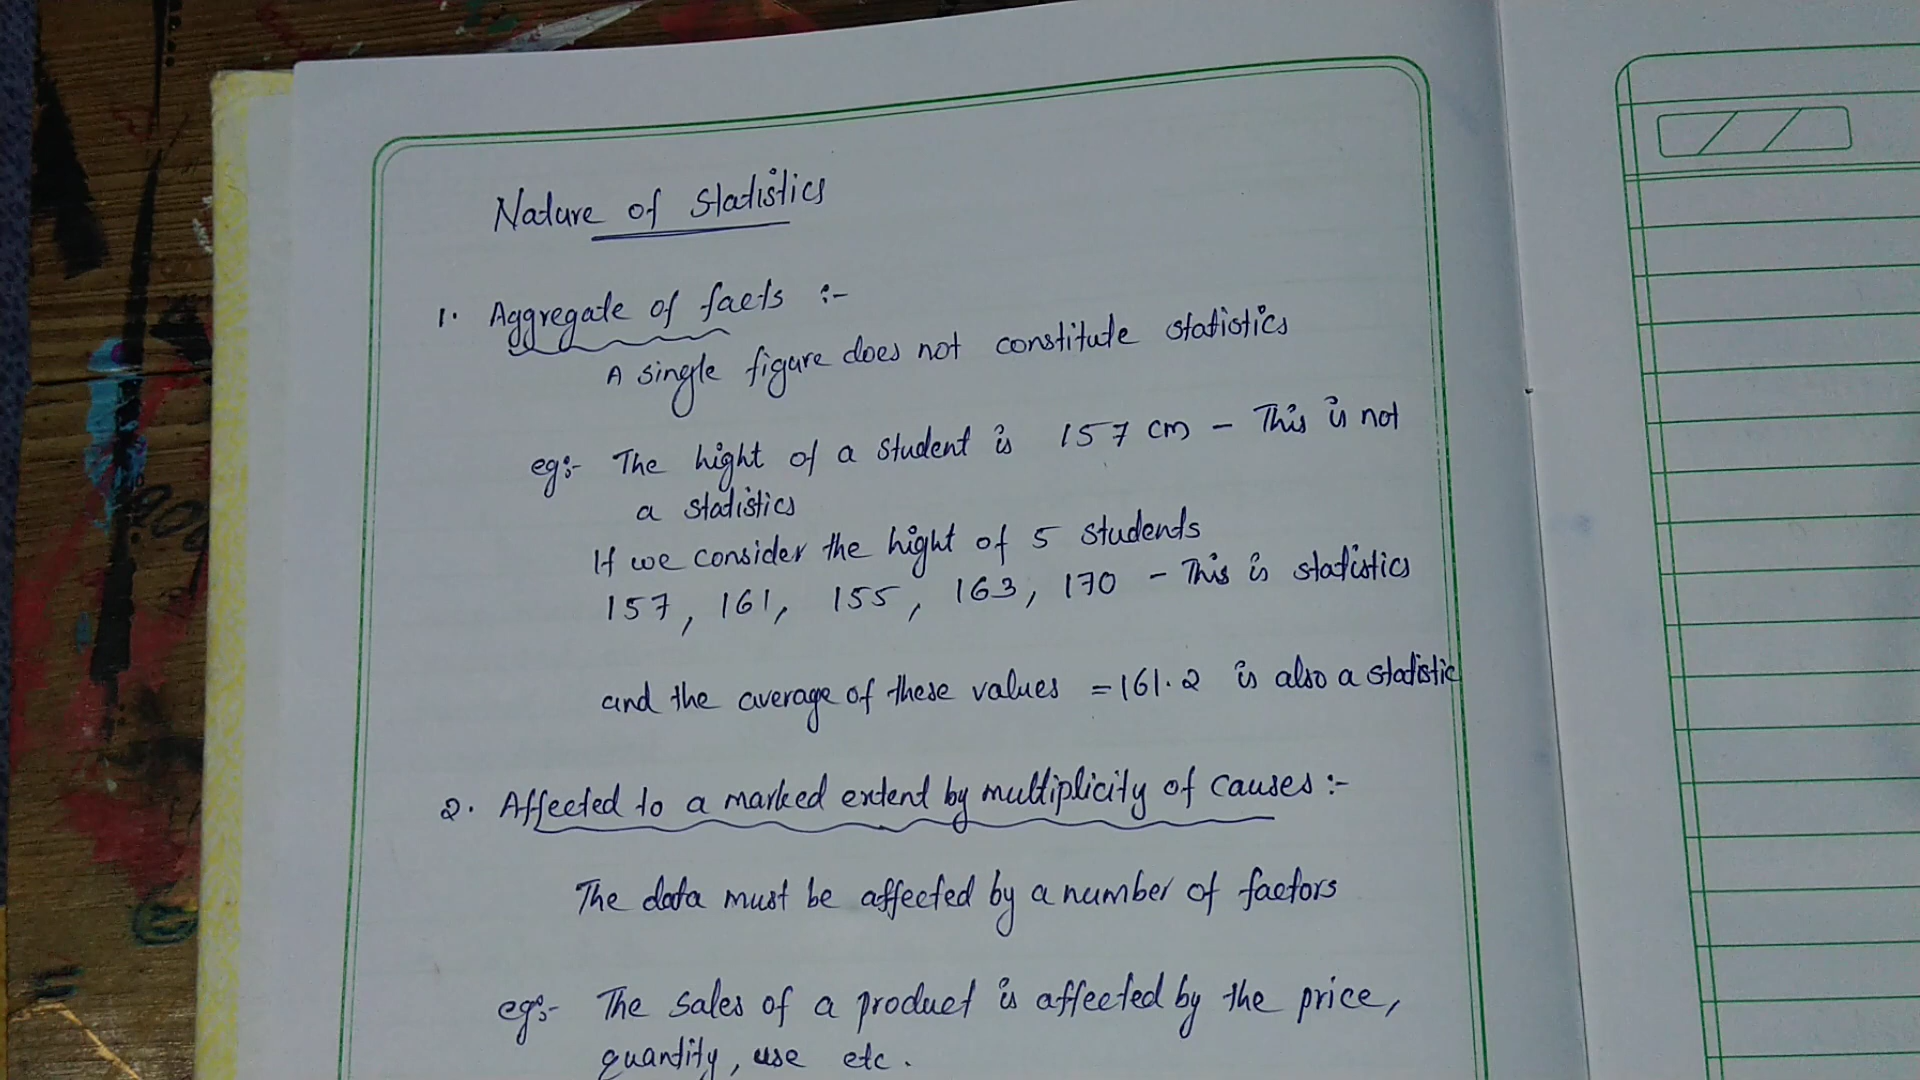 Nature of Statistics
1. Aggregate of facts :-
A single figure does not constitute statistics
eg:- The hight of a student is 157 cm - This is not
a statistics
If we consider the hight of 5 students
157, 161, 155, 163, 170 - This is statistics
and the average of these values = 161.2 is also a statistic
2. Affected to a marked extent by multiplicity of causes :-
The data must be affected by a number of factors
eg:- The sales of a product is affected by the price,
quantity, use etc.